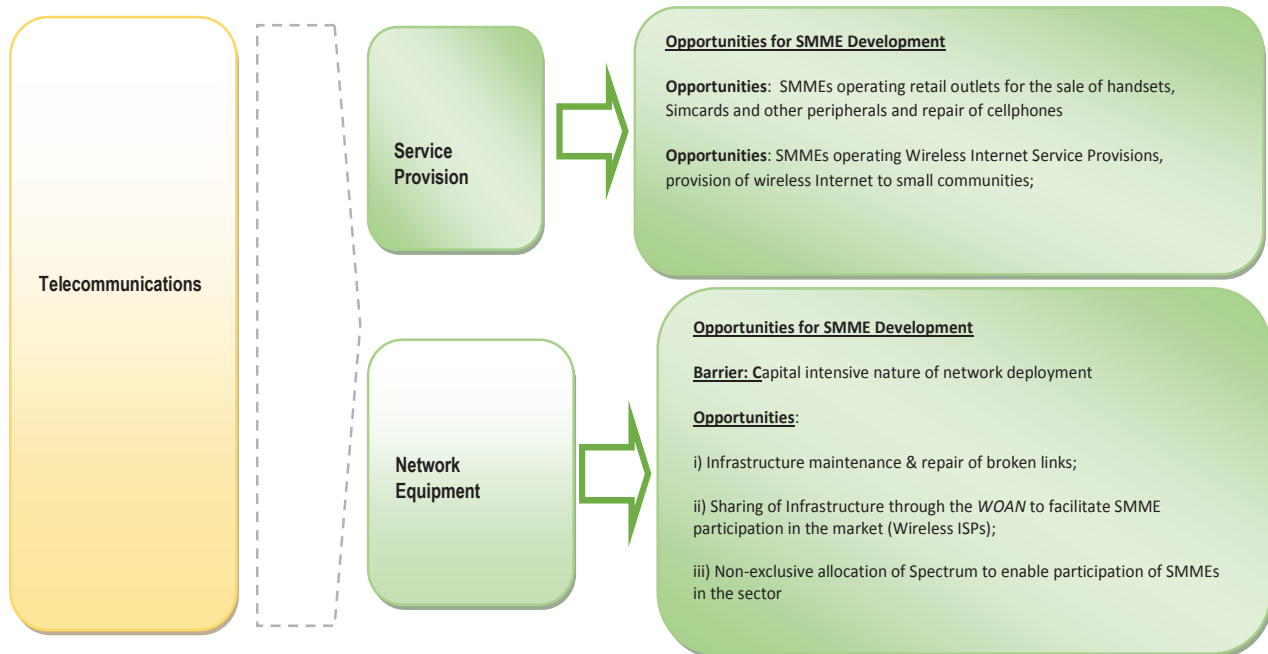 Telecommunications
Service
Provision
Opportunities for SMME Development
Opportunities: SMMEs operating retail outlets for the sale of handsets,
Simcards and other peripherals and repair of cellphones
Opportunities: SMMEs operating Wireless Internet Service Provisions,
provision of wireless Internet to small communities;
Network
Equipment
Opportunities for SMME Development
Barrier: Capital intensive nature of network deployment
Opportunities:
i) Infrastructure maintenance & repair of broken links;
ii) Sharing of Infrastructure through the WOAN to facilitate SMME
participation in the market (Wireless ISPs);
iii) Non-exclusive allocation of Spectrum to enable participation of SMMEs
in the sector